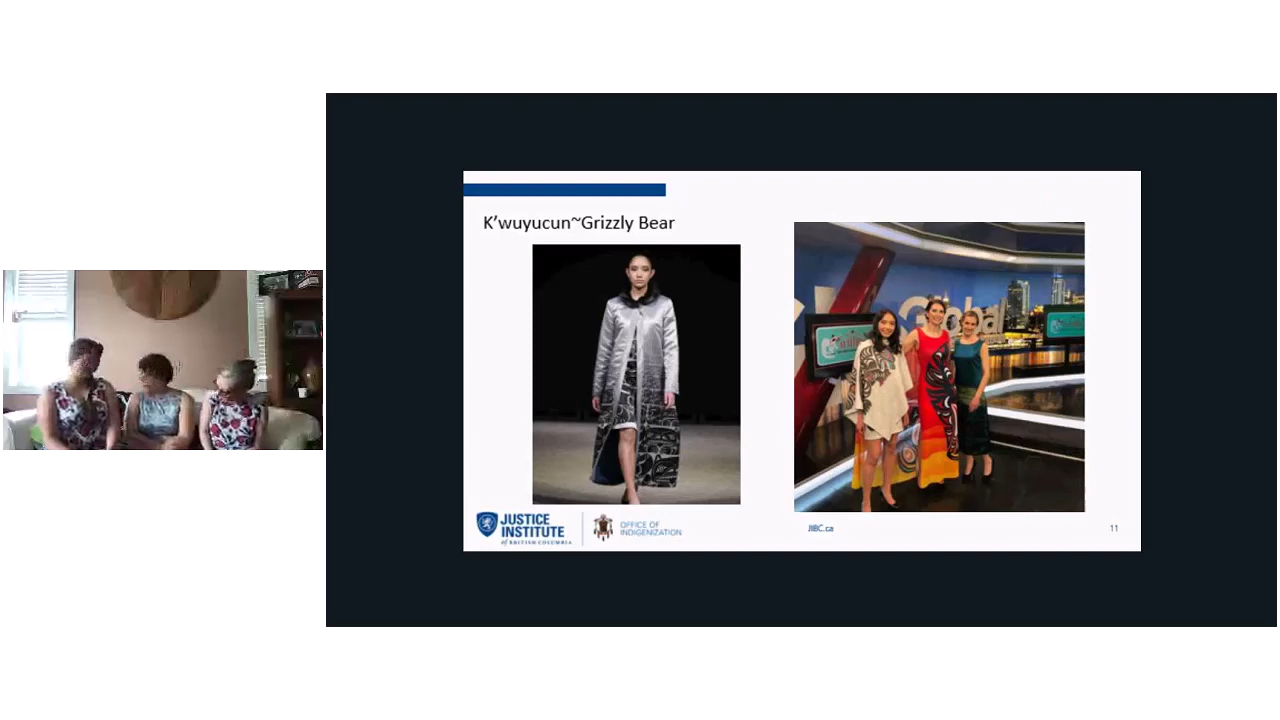 K'wuyucun~Grizzly Bear
Global
JUSTICE
INSTITUTE
of BRITISH COLUMBIA
OFFICE OF
INDIGENIZATION
JIBC.ca
11